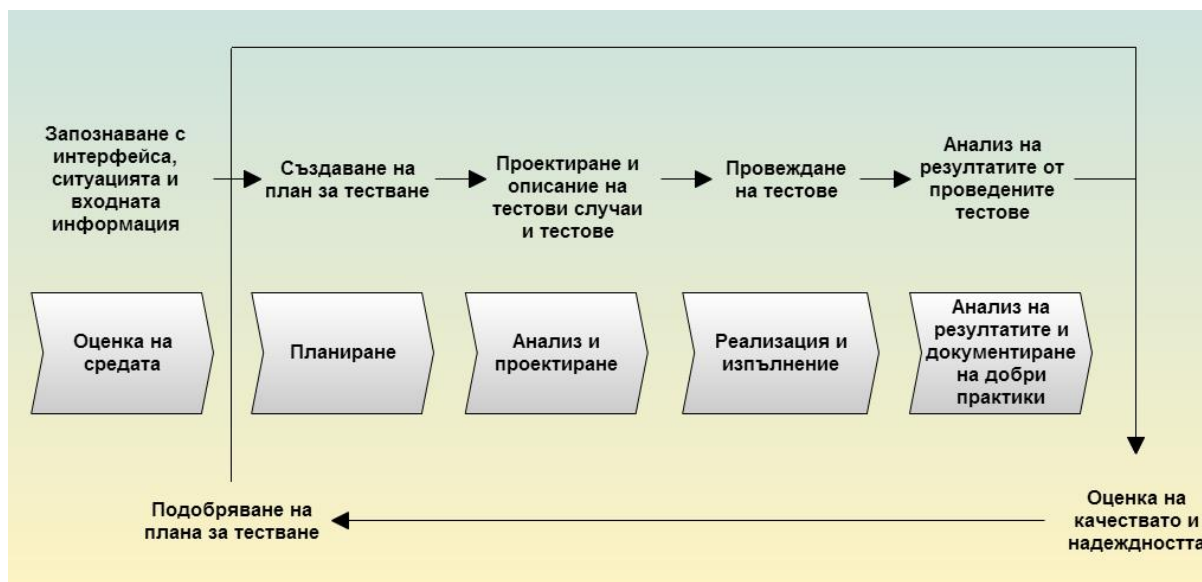 Запознаване с
интерфейса,
ситуацията и
входната
информация
Създаване на
план за тестване
Проектиране и
описание на
тестови случаи
и тестове
Провеждане
на тестове
Анализ на
резултатите от
проведените
тестове
Оценка на
средата
Планиране
Анализ и
проектиране
Реализация и
изпълнение
Анализ на
резултатите и
документиране
на добри
практики
Подобряване на
плана за тестване
Оценка на
качествато и
надеждността